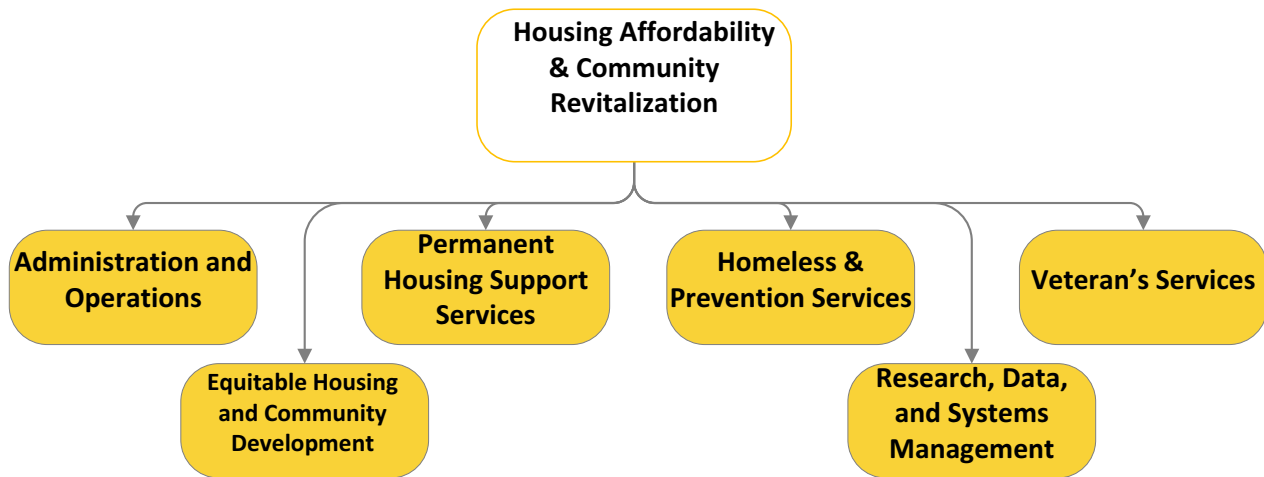 Housing Affordability
& Community
Revitalization
Administration and
Operations
Permanent
Housing Support
Services
Homeless &
Prevention Services
Veteran’s Services
Equitable Housing
and Community
Development
Research, Data,
and Systems
Management